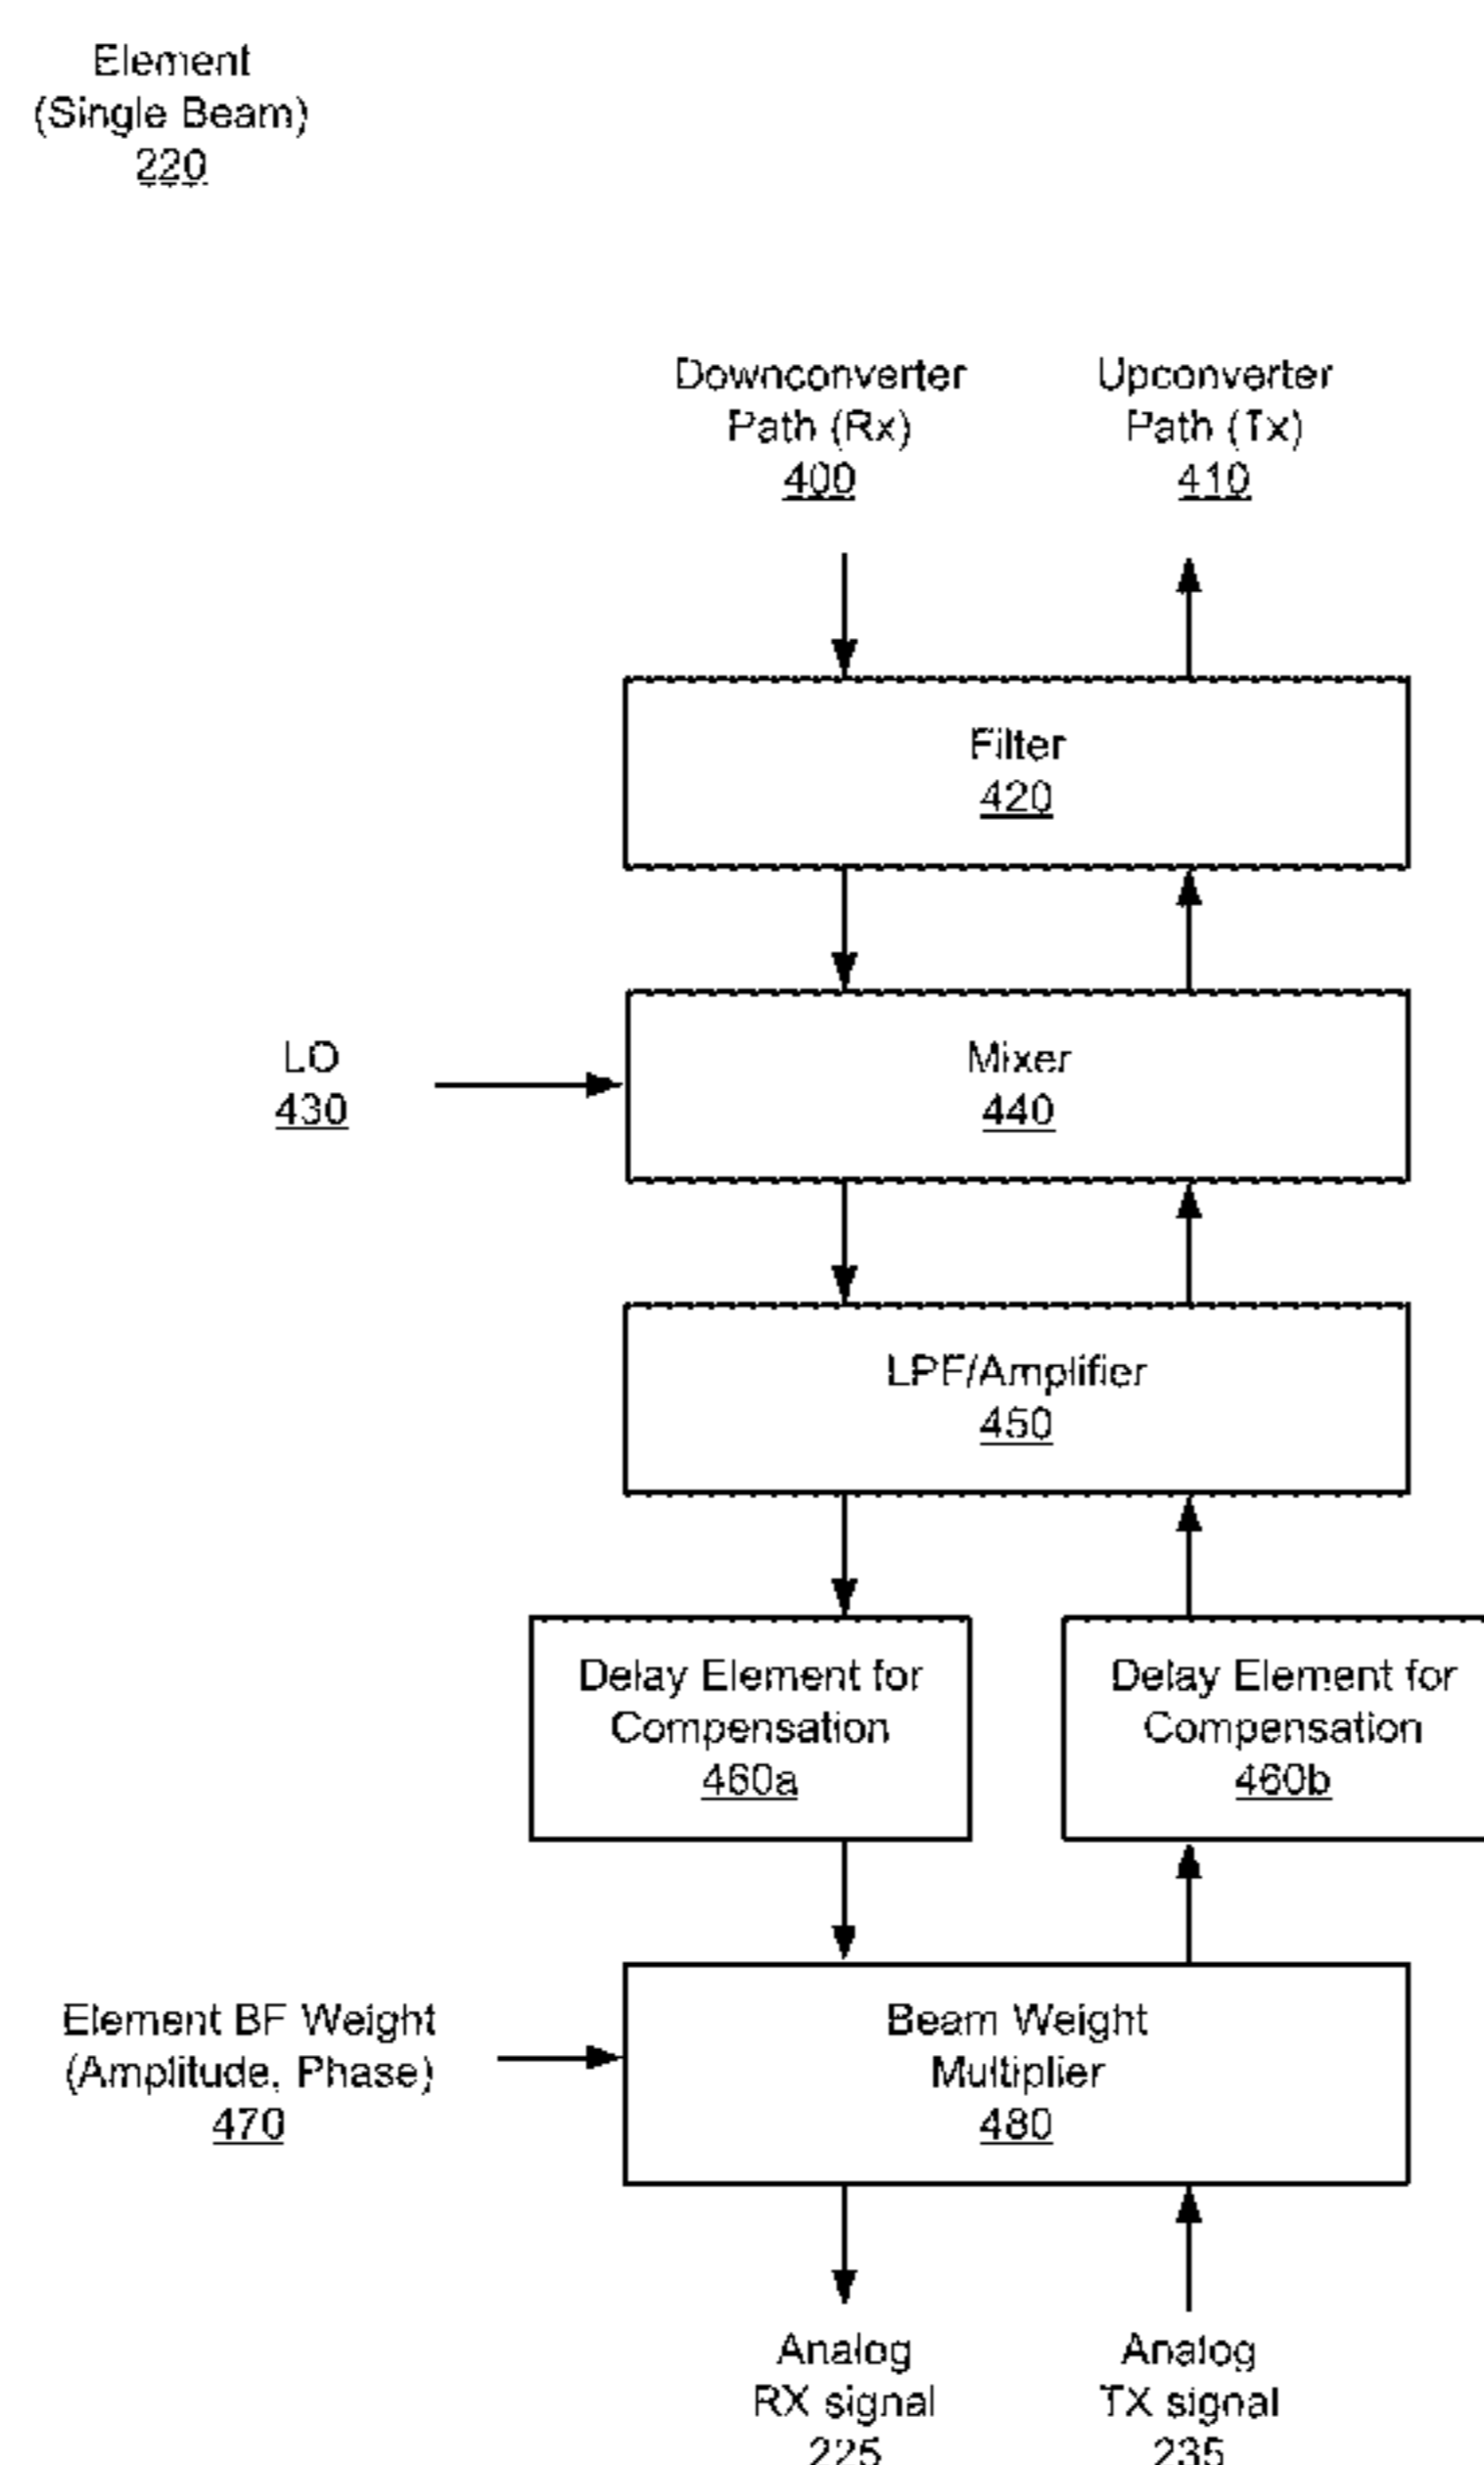 Element
(Single Beam)
220
Downconverter
Path (Rx)
400
Upconverter
Path (Tx)
410
Filter
420
LO
430
Mixer
440
LPF/Amplifier
450
Delay Element for
Compensation
460a
Delay Element for
Compensation
460b
Element BF Weight
(Amplitude, Phase)
470
Beam Weight
Multiplier
480
Analog
RX signal
225
Analog
TX signal
235